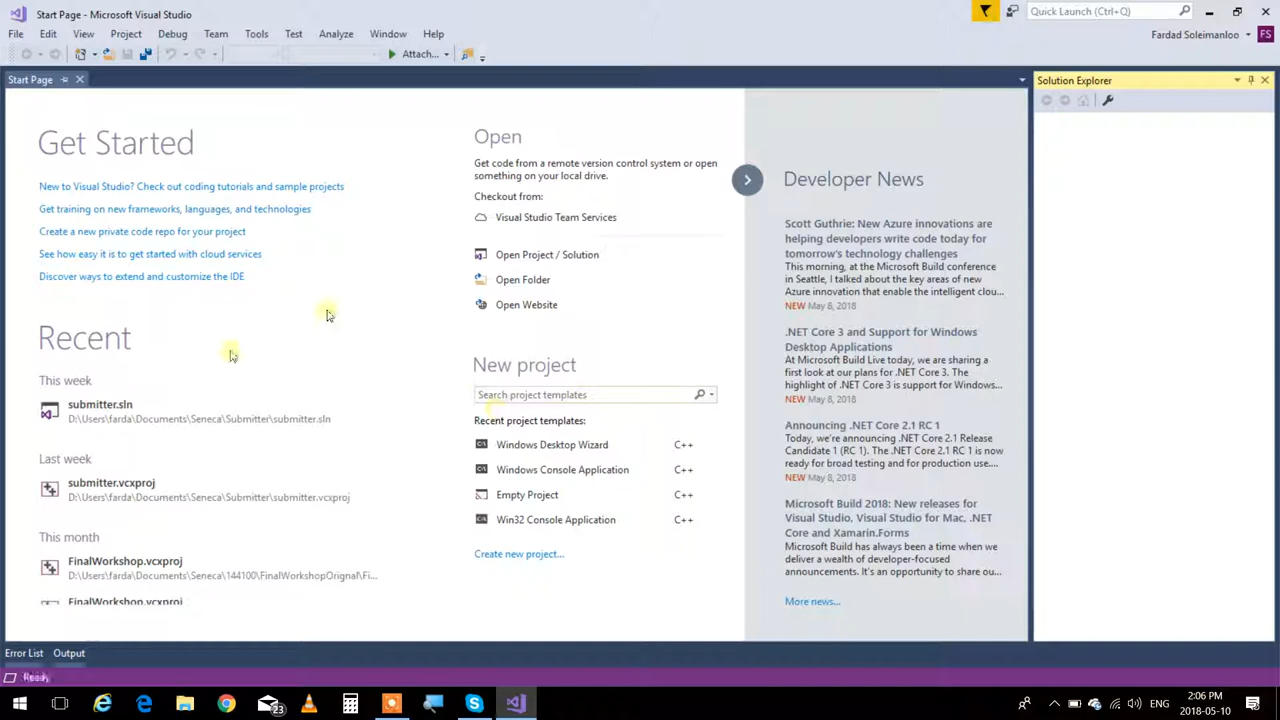 Start Page - Microsoft Visual Studio
Quick Launch (Ctrl+Q)
File Edit View Project Debug Team Tools Test Analyze Window Help
Fardad Soleimanloo FS
Attach...
Start Page
Solution Explorer
Get Started
New to Visual Studio? Check out coding tutorials and sample projects
Get training on new frameworks, languages, and technologies
Create a new private code repo for your project
See how easy it is to get started with cloud services
Discover ways to extend and customize the IDE
Recent
This week
submitter.sln
D:\Users\farda\Documents\Seneca\Submitter\submitter.sln
Last week
submitter.vcxproj
D:\Users\farda\Documents\Seneca\Submitter\submitter.vcxproj
This month
FinalWorkshop.vcxproj
D:\Users\farda\Documents\Seneca\144100\FinalWorkshopOrignal\Fi...
FinalWorkshop.vcxproj
Open
Get code from a remote version control system or open
something on your local drive.
Checkout from:
Visual Studio Team Services
Open Project / Solution
Open Folder
Open Website
New project
Search project templates
Recent project templates:
Windows Desktop Wizard C++
Windows Console Application C++
Empty Project C++
Win32 Console Application C++
Create new project...
Developer News
Scott Guthrie: New Azure innovations are
helping developers write code today for
tomorrow's technology challenges
This morning, at the Microsoft Build conference
in Seattle, I talked about the key areas of new
Azure innovation that enable the intelligent clou...
NEW May 8, 2018
.NET Core 3 and Support for Windows
Desktop Applications
At Microsoft Build Live today, we are sharing a
first look at our plans for .NET Core 3. The
highlight of .NET Core 3 is support for Windows...
NEW May 8, 2018
Announcing .NET Core 2.1 RC 1
Today, we're announcing .NET Core 2.1 Release
Candidate 1 (RC 1). The .NET Core 2.1 RC 1 is now
ready for broad testing and for production use....
NEW May 8, 2018
Microsoft Build 2018: New releases for
Visual Studio, Visual Studio for Mac, .NET
Core and Xamarin.Forms
Microsoft Build has always been a time when we
deliver a wealth of developer-focused
announcements. It's an opportunity to share ou...
More news...
Error List Output
Ready
23
ENG
2:06 PM
2018-05-10